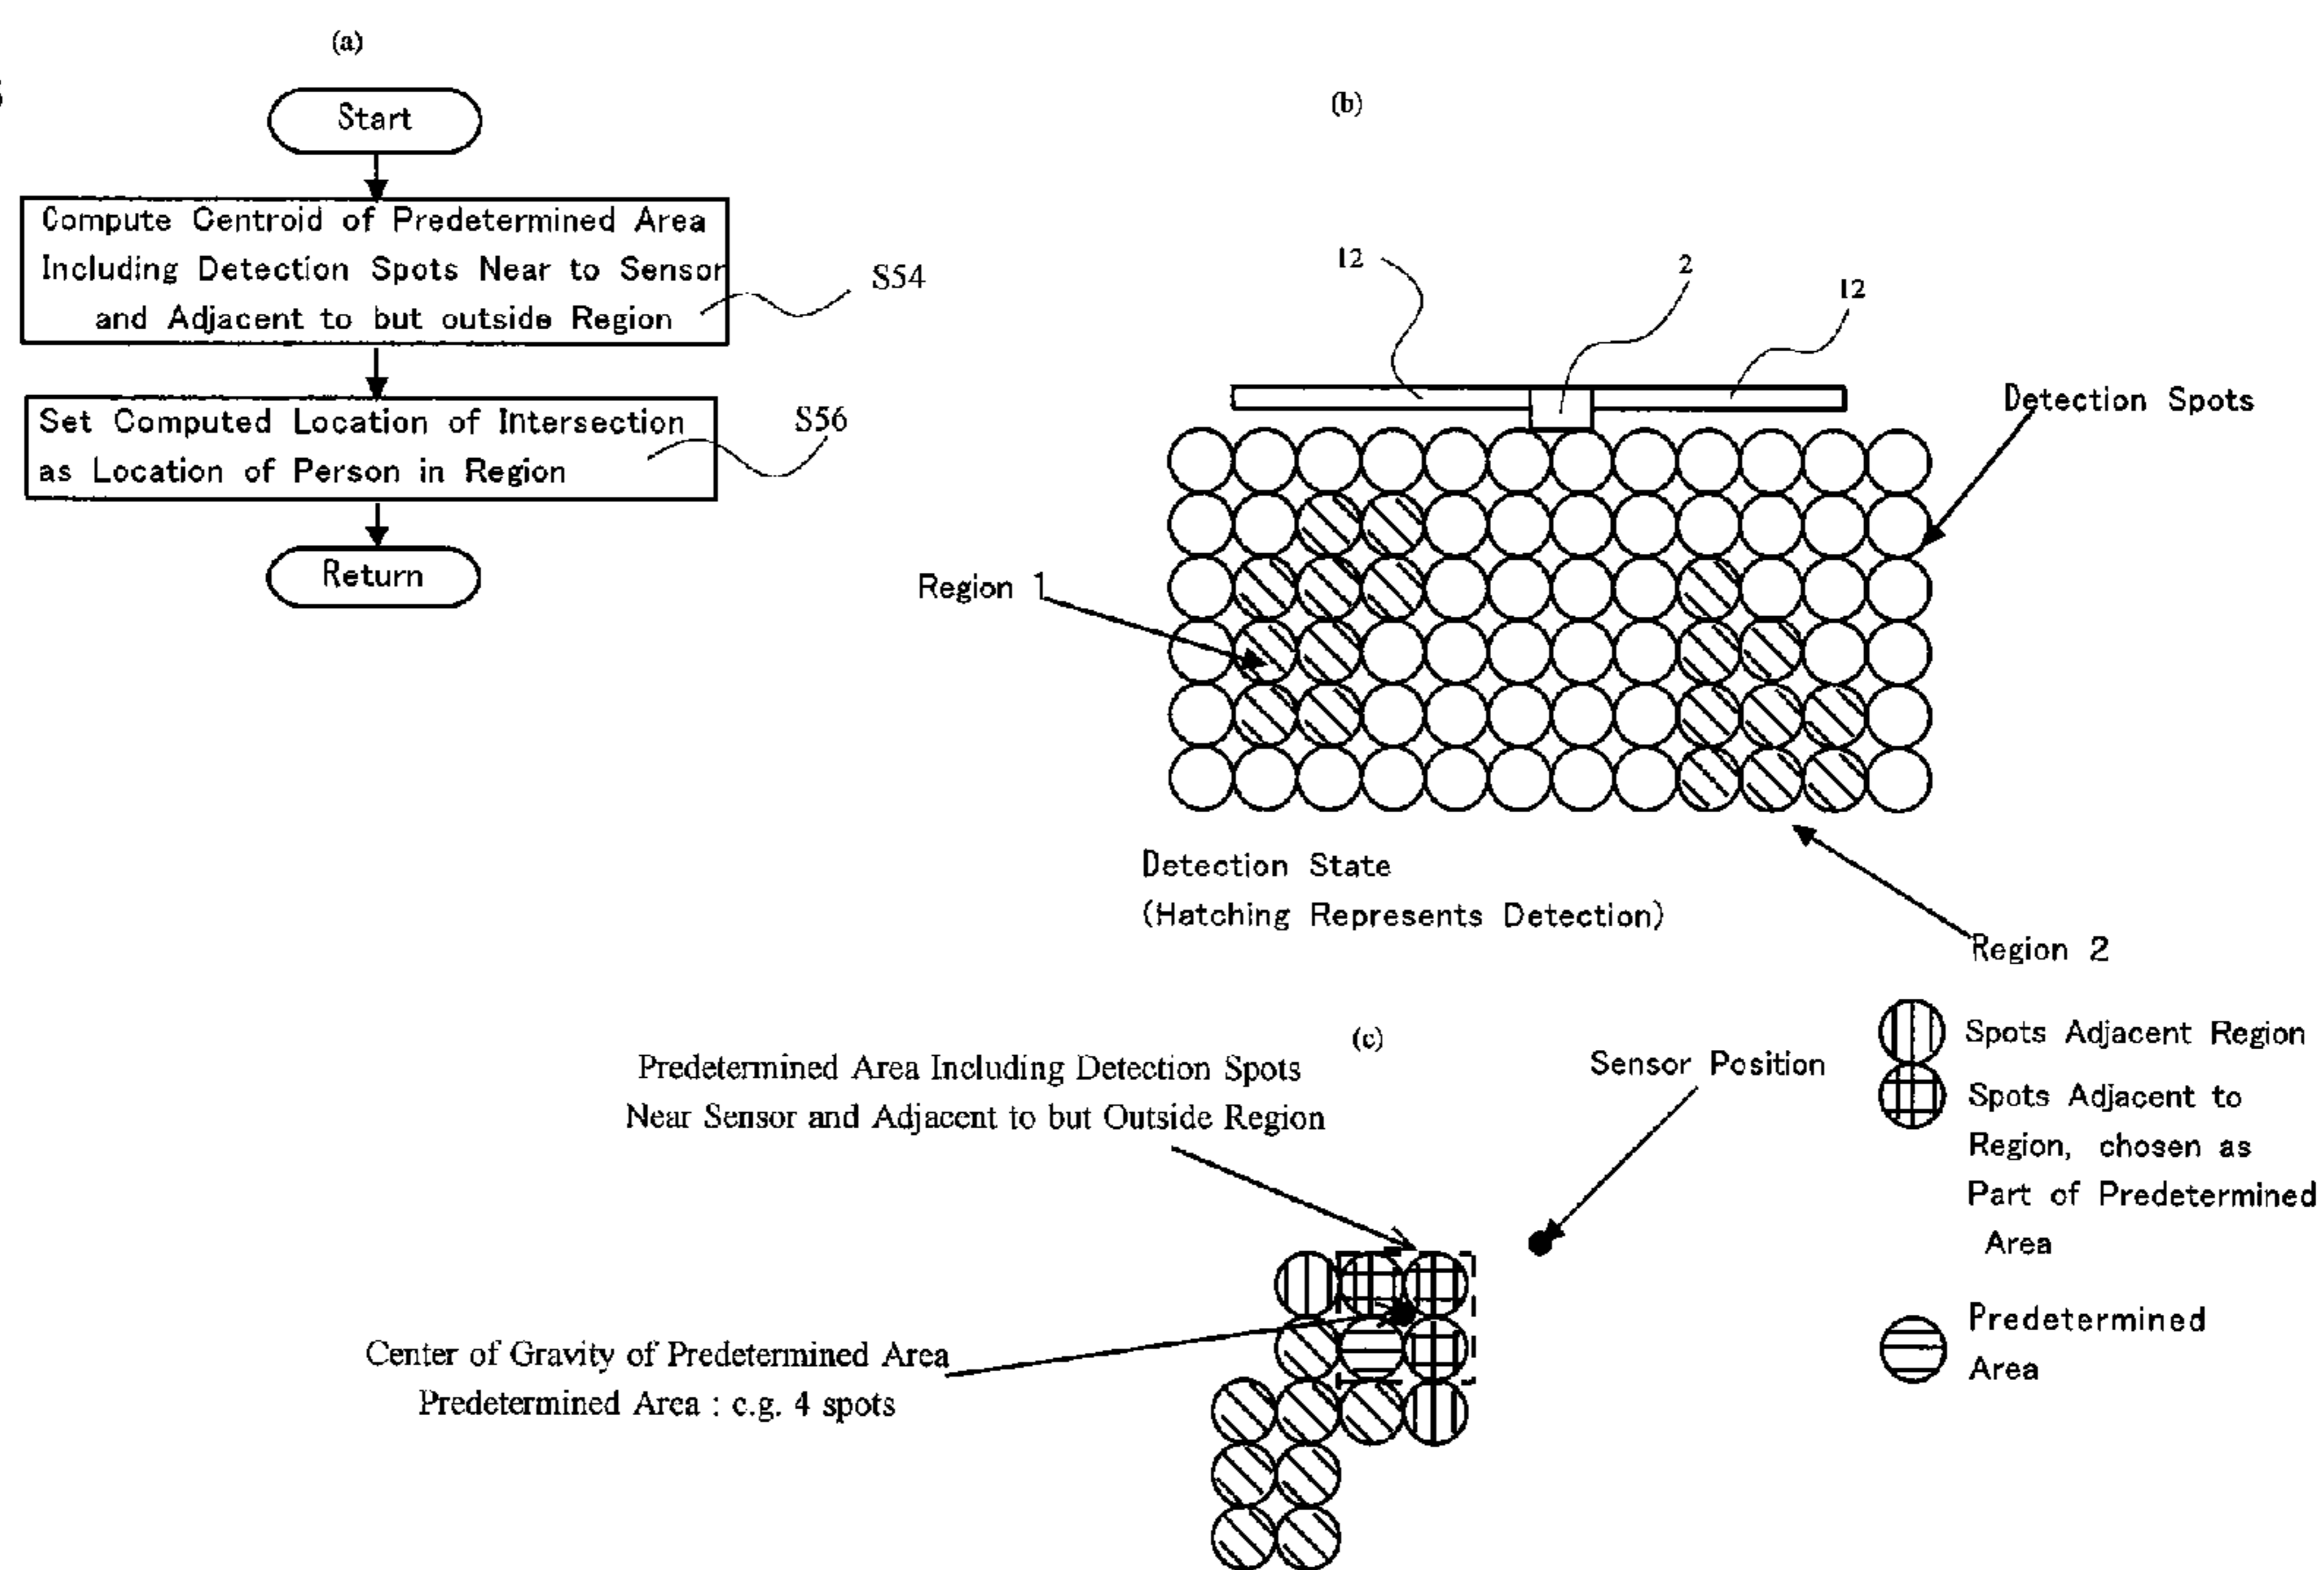 (a)
Start
Compute Centroid of Predetermined Area
Including Detection Spots Near to Sensor
and Adjacent to but outside Region
S54
Set Computed Location of Intersection
as Location of Person in Region
S56
Return
(b)
12
2
12
Detection Spots
Region 1
Detection State
(Hatching Represents Detection)
Region 2
(c)
Predetermined Area Including Detection Spots
Near Sensor and Adjacent to but Outside Region
Sensor Position
Center of Gravity of Predetermined Area
Predetermined Area : e.g. 4 spots
Spots Adjacent Region
Spots Adjacent to
Region, chosen as
Part of Predetermined
Area
Predetermined
Area